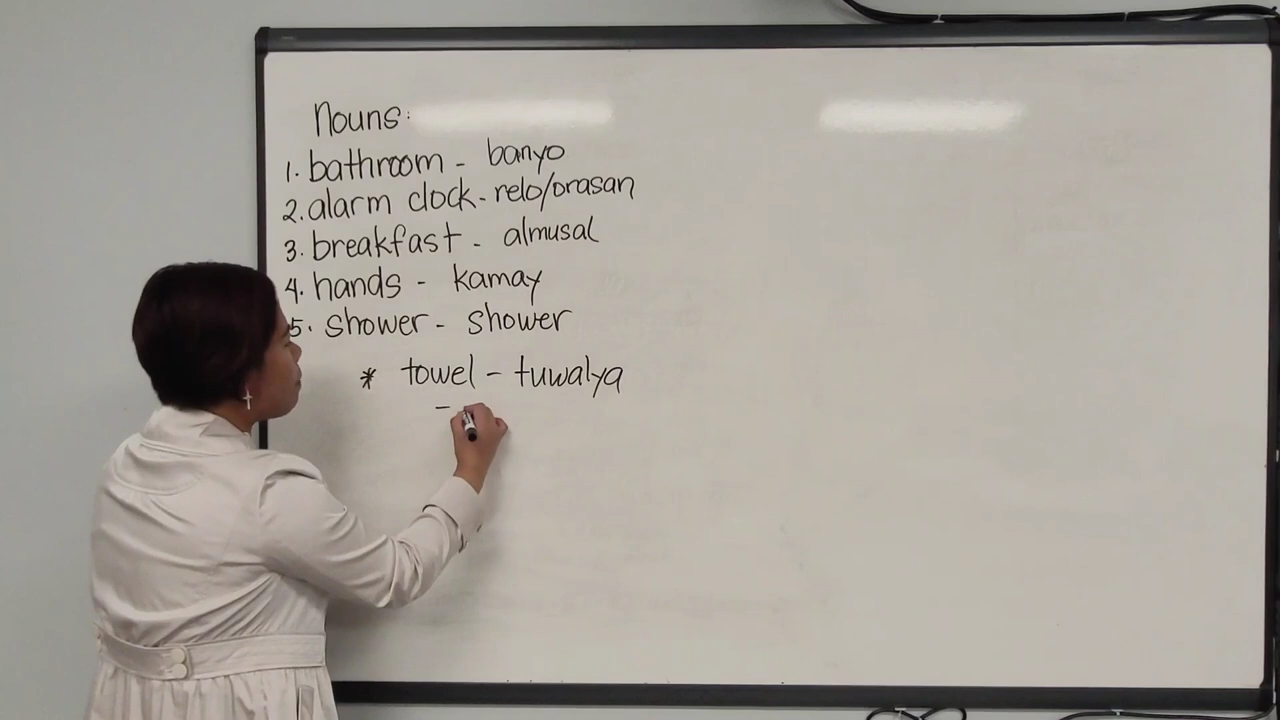 Nouns:
1. bathroom - banyo
2. alarm clock - relo/orasan
3. breakfast - almusal
4. hands - kamay
5. shower - shower
* towel - tuwalya
-